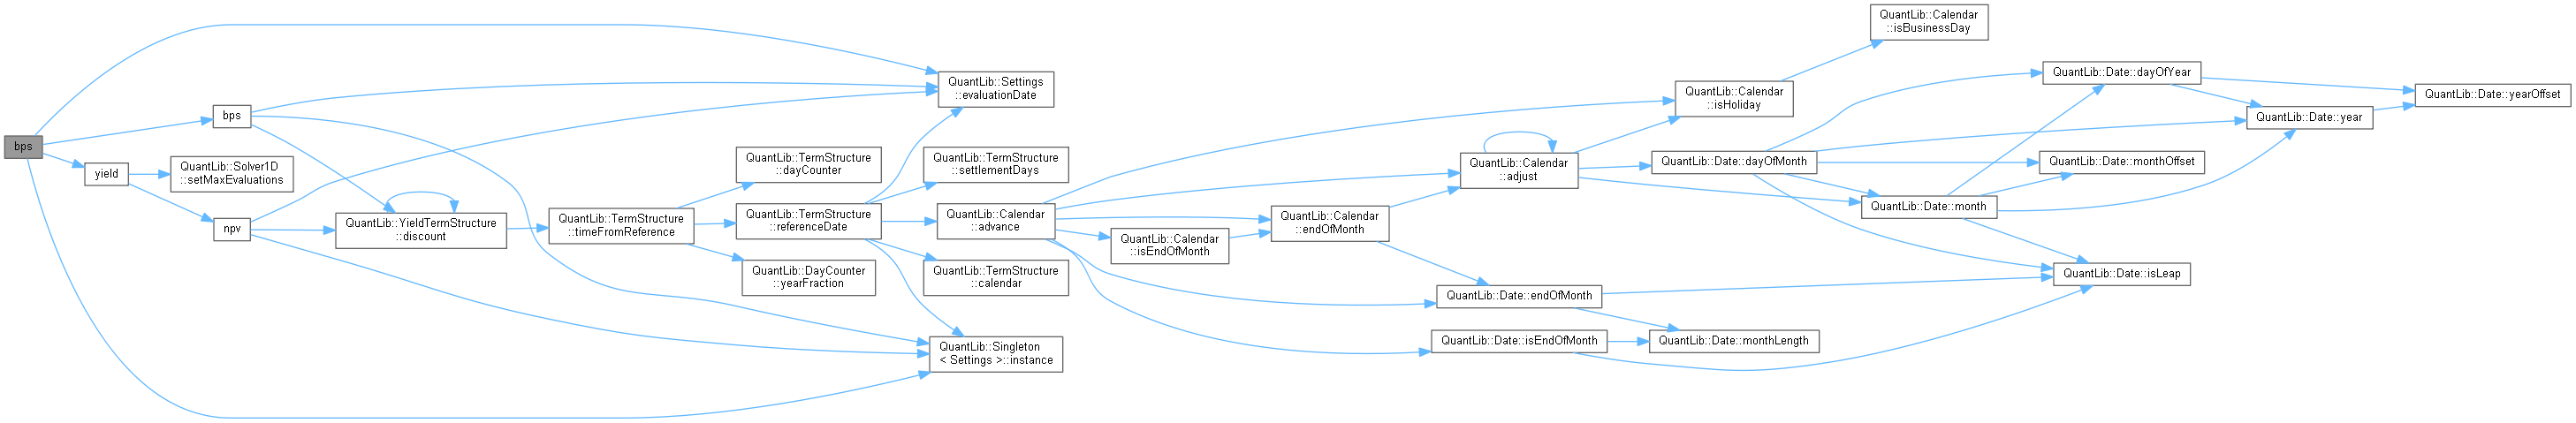 bps
bps
yield
QuantLib::Solver1D
::setMaxEvaluations
npv
QuantLib::YieldTermStructure
::discount
QuantLib::TermStructure
::timeFromReference
QuantLib::TermStructure
::dayCounter
QuantLib::TermStructure
::referenceDate
QuantLib::DayCounter
::yearFraction
QuantLib::Settings
::evaluationDate
QuantLib::TermStructure
::settlementDays
QuantLib::Calendar
::advance
QuantLib::TermStructure
::calendar
QuantLib::Singleton
< Settings >::instance
QuantLib::Calendar
::isEndOfMonth
QuantLib::Calendar
::endOfMonth
QuantLib::Calendar
::adjust
QuantLib::Date::endOfMonth
QuantLib::Date::isEndOfMonth
QuantLib::Calendar
::isHoliday
QuantLib::Date::dayOfMonth
QuantLib::Date::monthLength
QuantLib::Calendar
::isBusinessDay
QuantLib::Date::month
QuantLib::Date::dayOfYear
QuantLib::Date::monthOffset
QuantLib::Date::isLeap
QuantLib::Date::year
QuantLib::Date::yearOffset